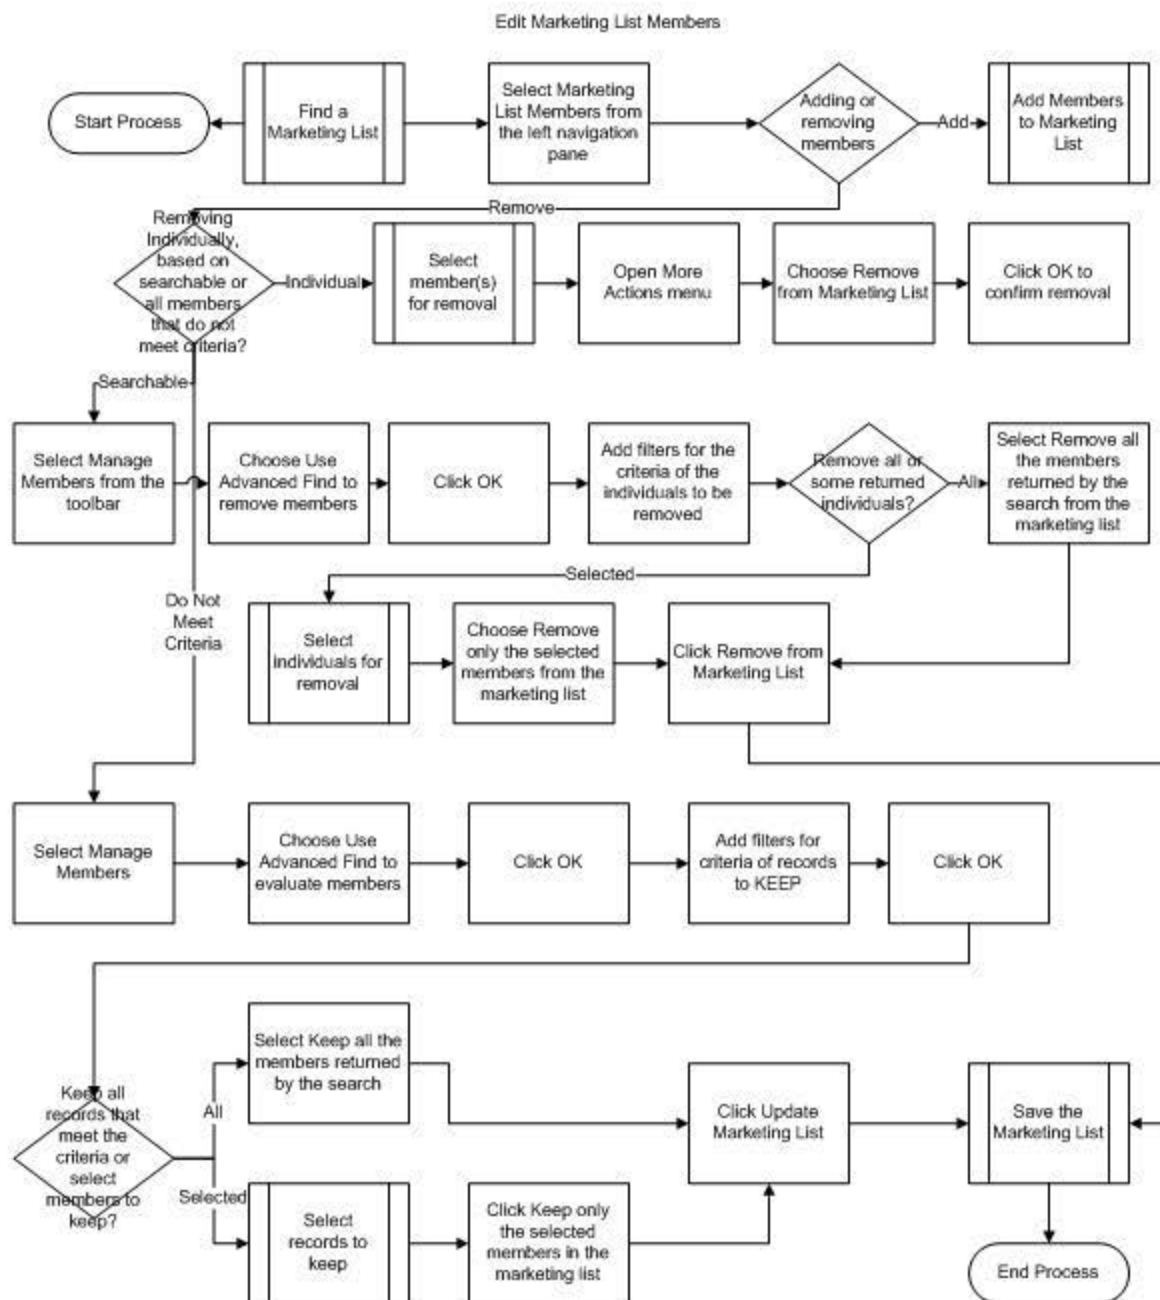 Edit Marketing List Members
Start Process
Find a
Marketing List
Select Marketing
List Members from
the left navigation
pane
Adding or
removing
members
Add
Add Members
to Marketing
List
Remove
Removing
Individually,
based on
searchable or
all members
that do not
meet criteria?
Individual
Select
member(s)
for removal
Open More
Actions menu
Choose Remove
from Marketing List
Click OK to
confirm removal
Searchable
Select Manage
Members from the
toolbar
Choose Use
Advanced Find to
remove members
Click OK
Add filters for the
criteria of the
individuals to be
removed
Remove all or
some returned
individuals?
All
Select Remove all
the members
returned by the
search from the
marketing list
Selected
Do Not
Meet
Criteria
Select
individuals for
removal
Choose Remove
only the selected
members from the
marketing list
Click Remove from
Marketing List
Select Manage
Members
Choose Use
Advanced Find to
evaluate members
Click OK
Add filters for
criteria of records
to KEEP
Click OK
Keep all
records that
meet the
criteria or
select
members to
keep?
All
Select Keep all the
members returned
by the search
Click Update
Marketing List
Save the
Marketing List
Selected
Select
records to
keep
Click Keep only
the selected
members in the
marketing list
End Process